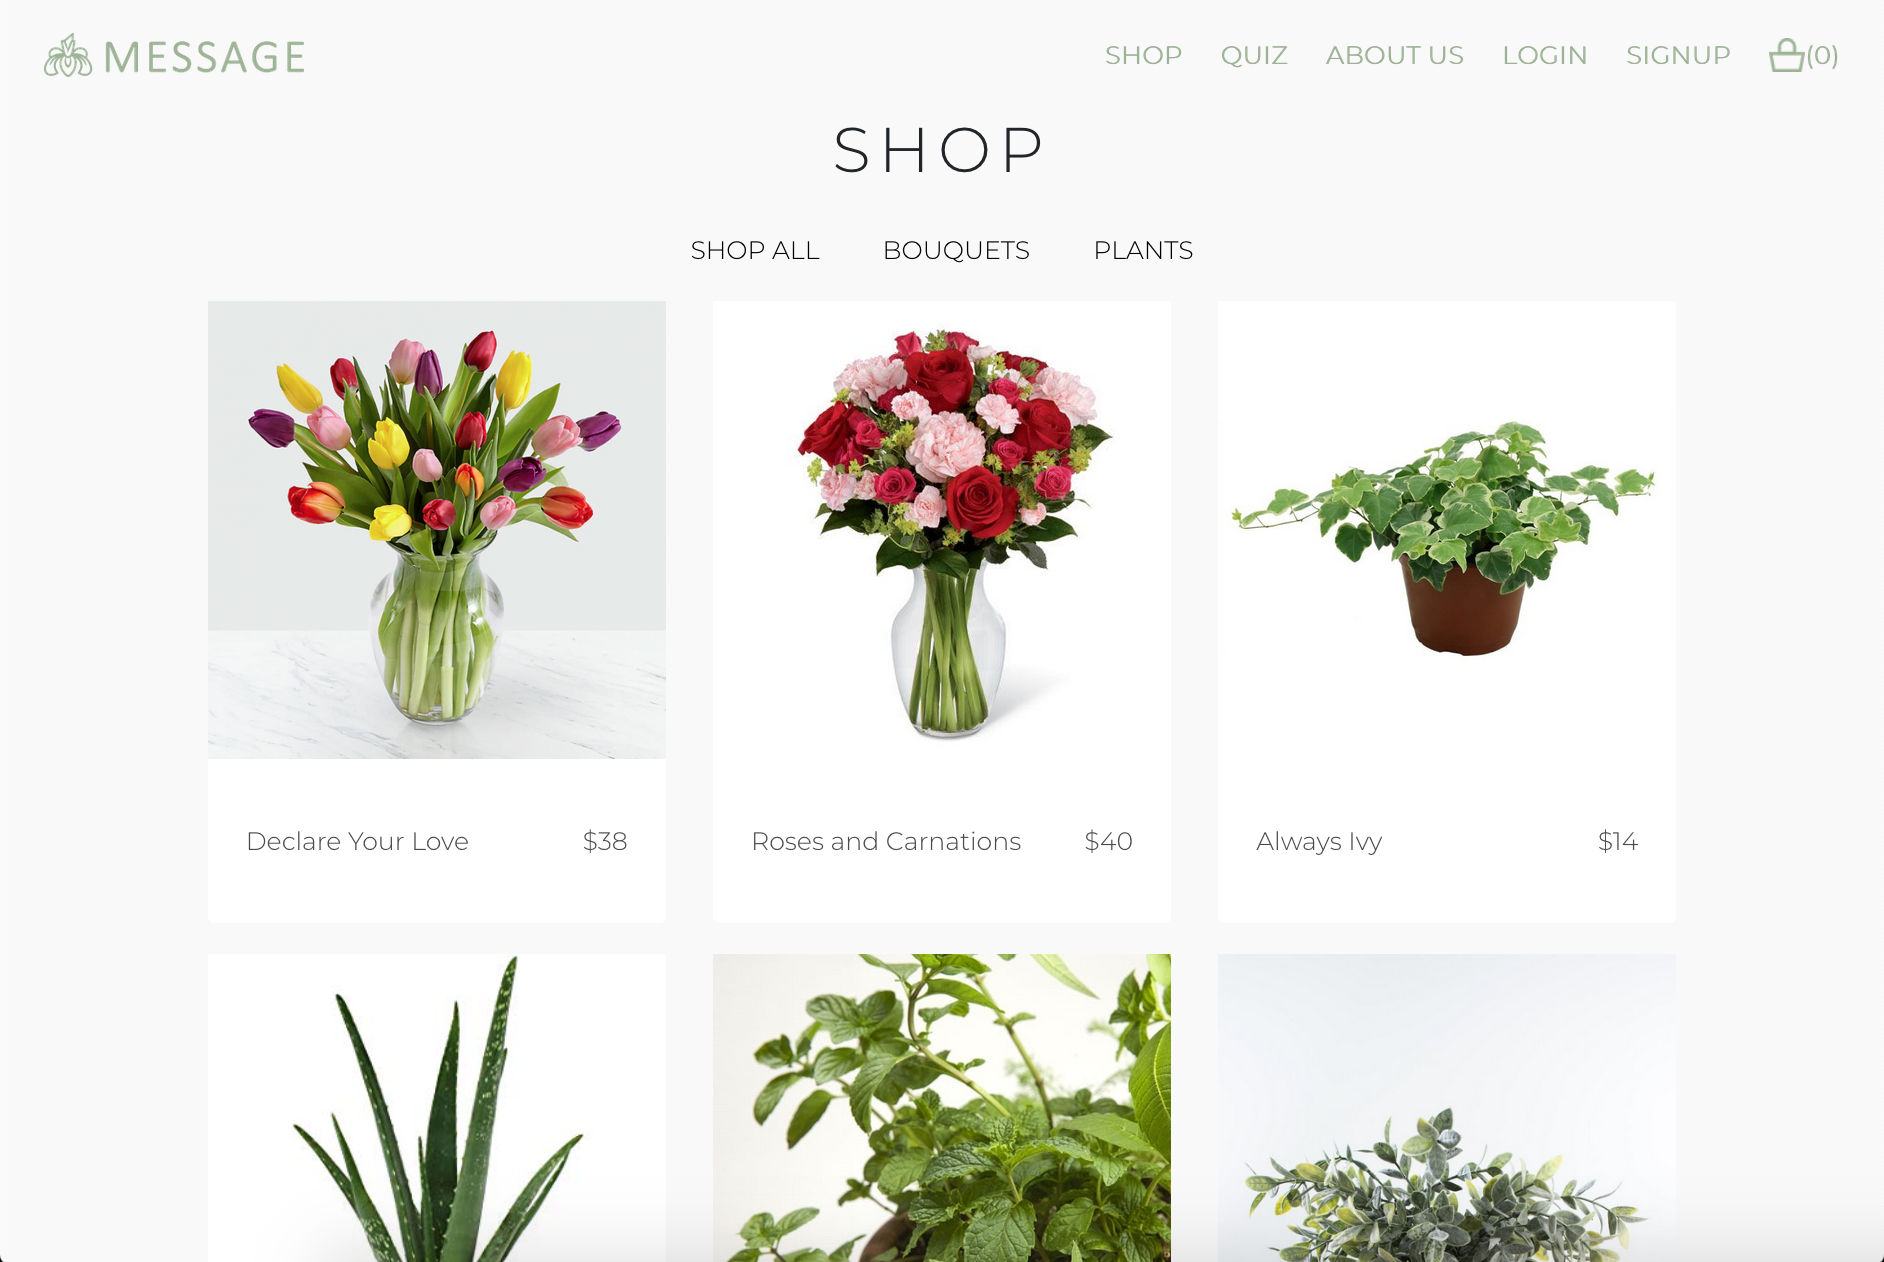 MESSAGE
SHOP QUIZ ABOUT US LOGIN SIGNUP (0)
SHOP
SHOP ALL BOUQUETS PLANTS
Declare Your Love $38
Roses and Carnations $40
Always Ivy $14